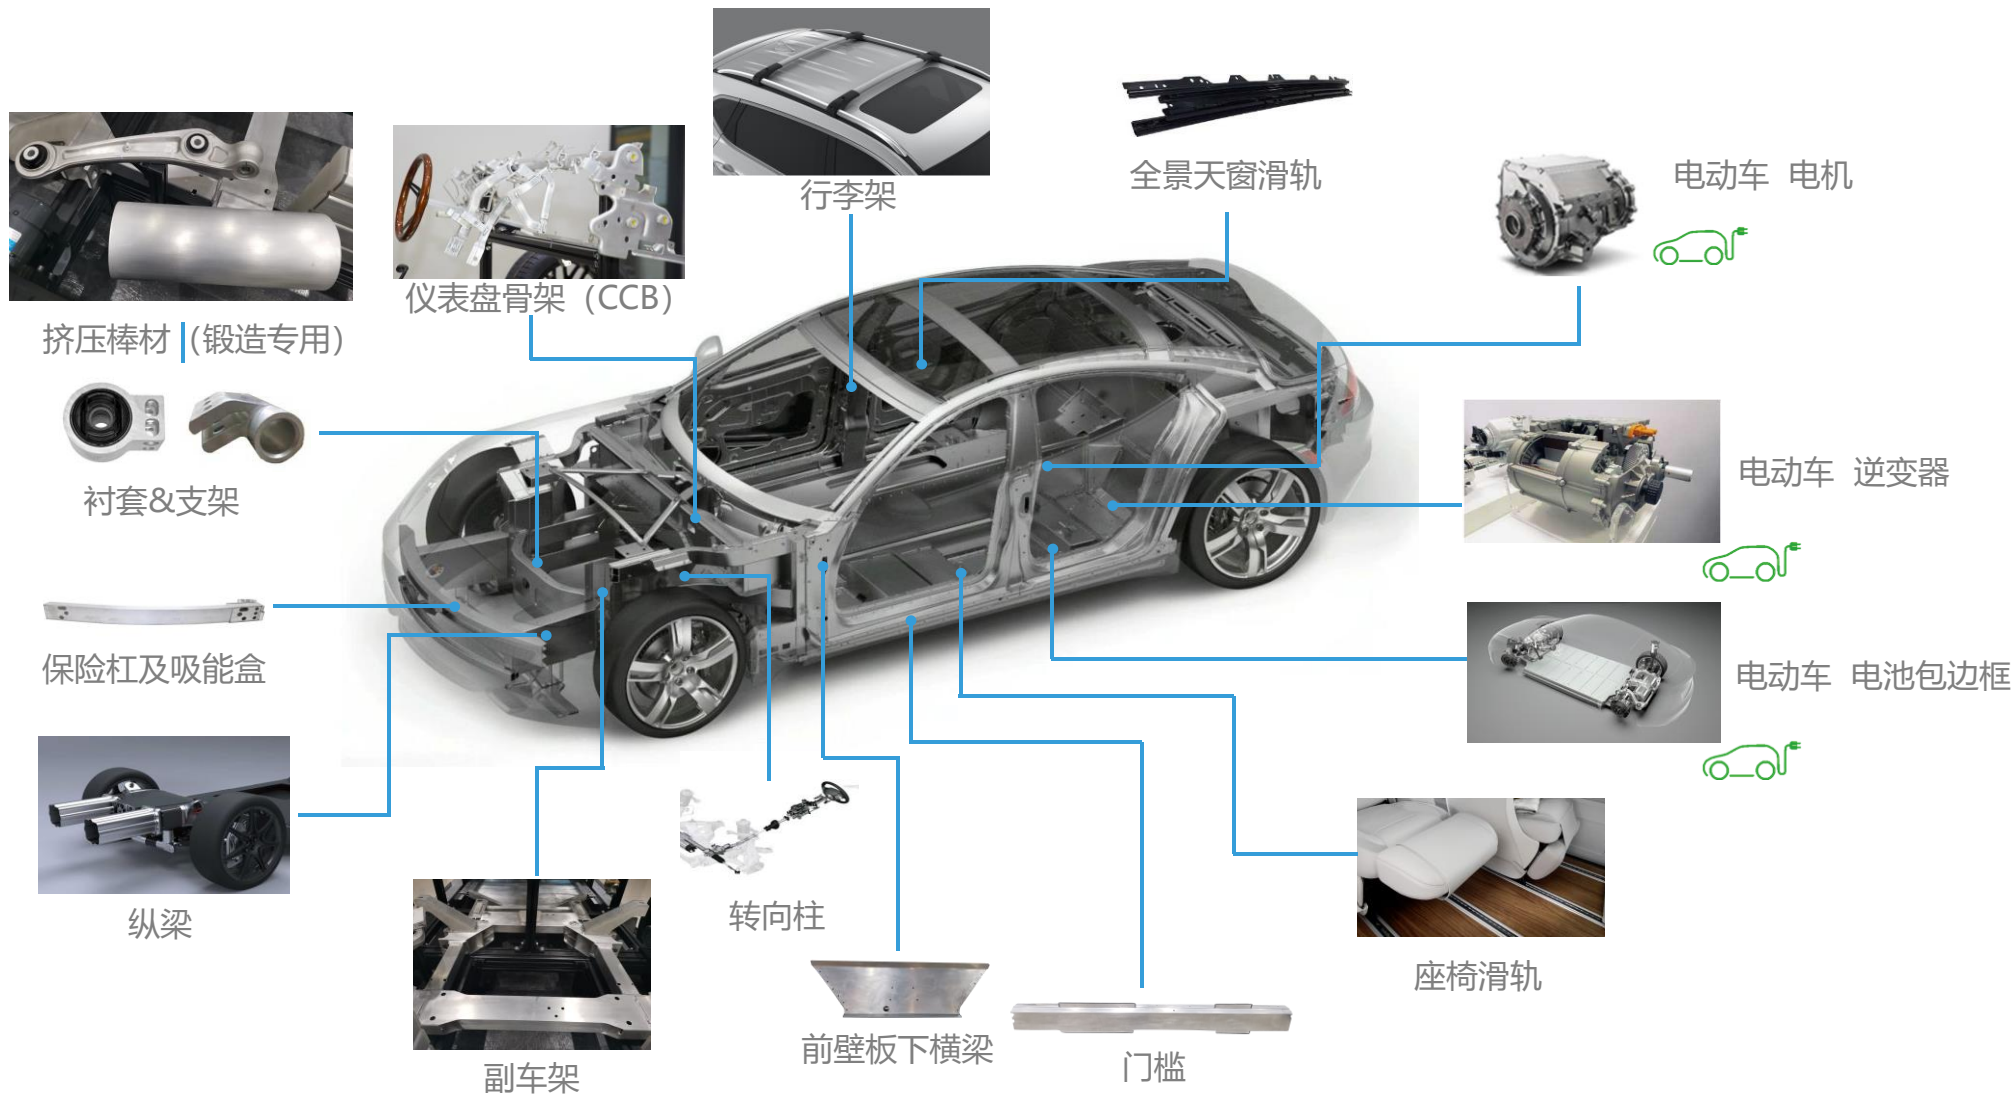 行李架
全景天窗滑轨
电动车 电机
仪表盘骨架（CCB）
挤压棒材 (锻造专用)
衬套&支架
电动车 逆变器
保险杠及吸能盒
电动车 电池包边框
纵梁
转向柱
座椅滑轨
前壁板下横梁
门槛
副车架